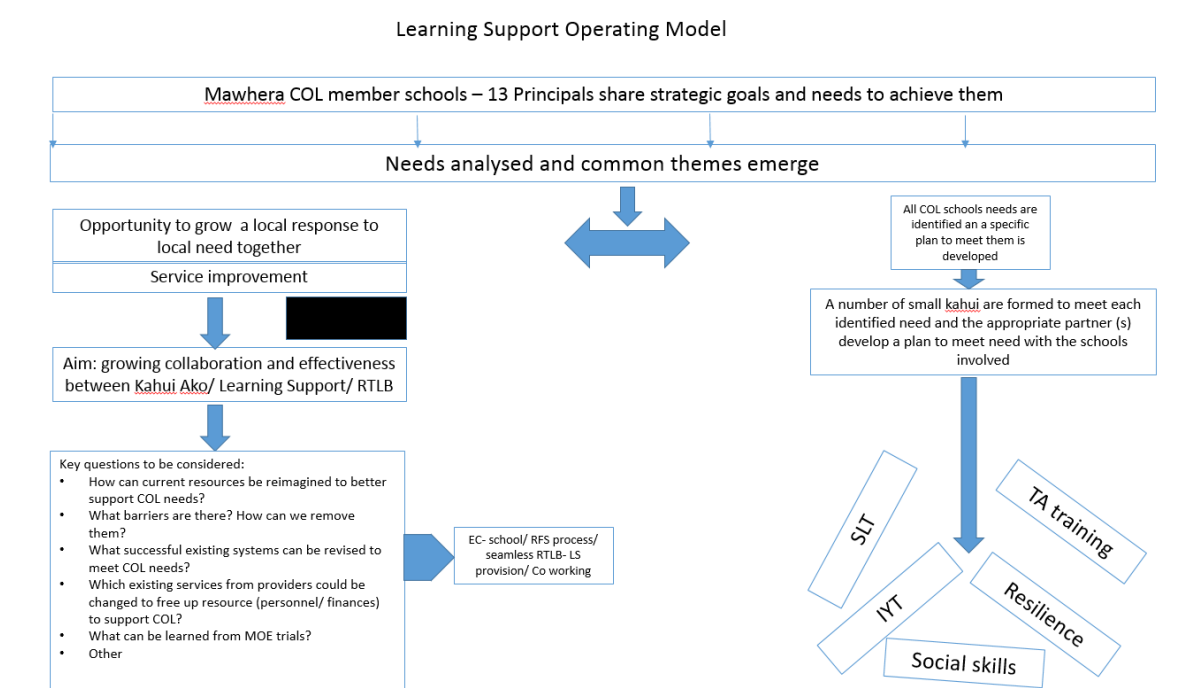 Learning Support Operating Model
Mawhera COL member schools – 13 Principals share strategic goals and needs to achieve them
Needs analysed and common themes emerge
Opportunity to grow a local response to
local need together
Service improvement
Aim: growing collaboration and effectiveness
between Kahui Ako/ Learning Support/ RTLB
Key questions to be considered:
• How can current resources be reimagined to better
support COL needs?
• What barriers are there? How can we remove
them?
• What successful existing systems can be revised to
meet COL needs?
• Which existing services from providers could be
changed to free up resource (personnel/ finances)
to support COL?
• What can be learned from MOE trials?
• Other
EC- school/ RFS process/
seamless RTLB- LS
provision/ Co working
All COL schools needs are
identified an a specific
plan to meet them is
developed
A number of small kahui are formed to meet each
identified need and the appropriate partner (s)
develop a plan to meet need with the schools
involved
SLT
TA training
IYT
Resilience
Social skills